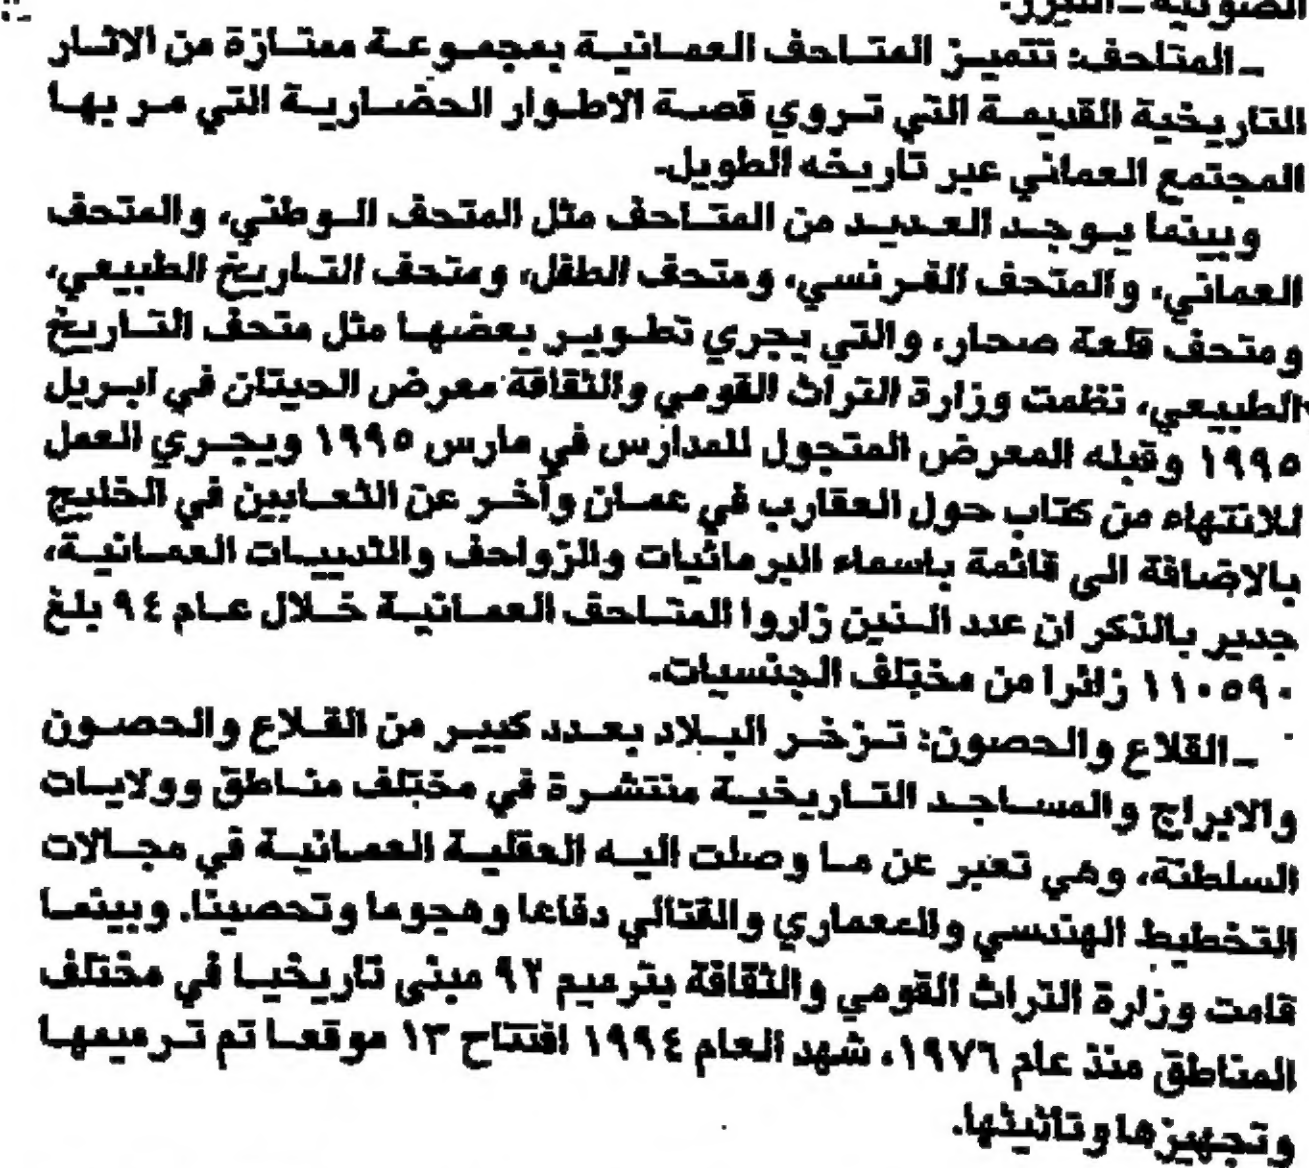 الصوتية ـ الليزر.
ـ المتاحف: تتميز المتاحف العمانية بمجموعة ممتازة من الاثار
التاريخية القديمة التي تروي قصة الاطوار الحضارية التي مر بها
المجتمع العماني عبر تاريخه الطويل.
وبينما يوجد العديد من المتاحف مثل المتحف الوطني، والمتحف
العماني، والمتحف الفرنسي، ومتحف الطفل، ومتحف التاريخ الطبيعي،
ومتحف قلعة صحار، والتي يجري تطوير بعضها مثل متحف التاريخ
الطبيعي، نظمت وزارة التراث القومي والثقافة معرض الحيتان في ابريل
١٩٩٥ وقبله المعرض المتجول للمدارس في مارس ١٩٩٥ ويجري العمل
للانتهاء من كتاب حول العقارب في عمان وآخر عن الثعابين في الخليج
بالاضافة الى قائمة باسماء البرمائيات والزواحف والثدييات العمانية،
جدير بالذكر ان عدد الذين زاروا المتاحف العمانية خلال عام ٩٤ بلغ
١١٠٥٩٠ زائرا من مختلف الجنسيات.
ـ القلاع والحصون: تزخر البلاد بعدد كبير من القلاع والحصون
والابراج والمساجد التاريخية منتشرة في مختلف مناطق وولايات
السلطنة، وهي تعبر عن ما وصلت اليه العقلية العمانية في مجالات
التخطيط الهندسي والمعماري والقتالي دفاعا وهجوما وتحصينا. وبينما
قامت وزارة التراث القومي والثقافة بترميم ٩٢ مبنى تاريخيا في مختلف
المناطق منذ عام ١٩٧٦، شهد العام ١٩٩٤ افتتاح ١٣ موقعا تم ترميمها
وتجهيزها وتأثيثها.